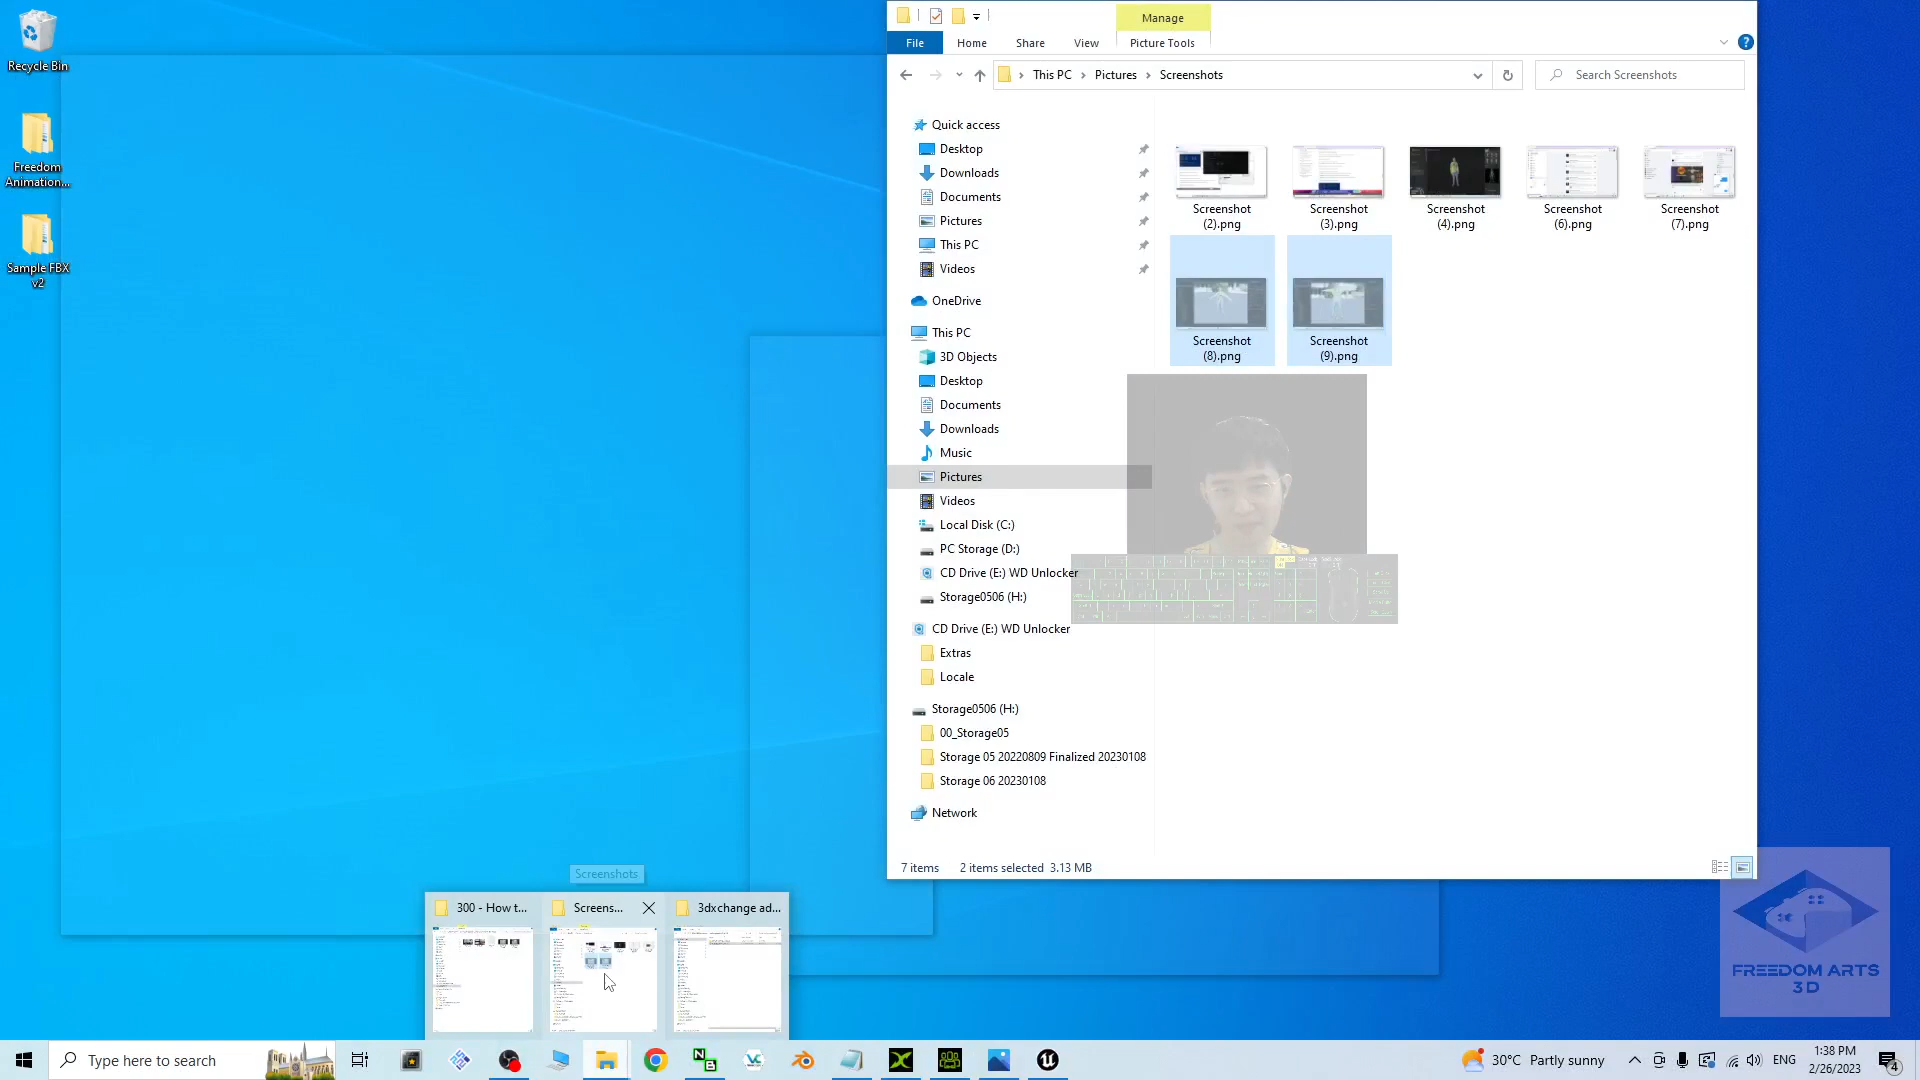 Recycle Bin
Freedom
Animation...
Sample FBX
v2
Manage
File
Home
Share
View
Picture Tools
This PC
Pictures
Screenshots
Search Screenshots
Quick access
Desktop
Downloads
Documents
Pictures
This PC
Videos
OneDrive
This PC
3D Objects
Desktop
Documents
Downloads
Music
Pictures
Videos
Local Disk (C:)
PC Storage (D:)
CD Drive (E:) WD Unlocker
Storage0506 (H:)
CD Drive (E:) WD Unlocker
Extras
Locale
Storage0506 (H:)
00_Storage05
Storage 05 20220809 Finalized 20230108
Storage 06 20230108
Network
Screenshot
(2).png
Screenshot
(3).png
Screenshot
(4).png
Screenshot
(6).png
Screenshot
(7).png
Screenshot
(8).png
Screenshot
(9).png
7 items
2 items selected 3.13 MB
Screenshots
300 - How t...
Screens...
3dxchange ad...
FREEDOM ARTS
3D
Type here to search
30°C Partly sunny
ENG
1:38 PM
2/26/2023
4